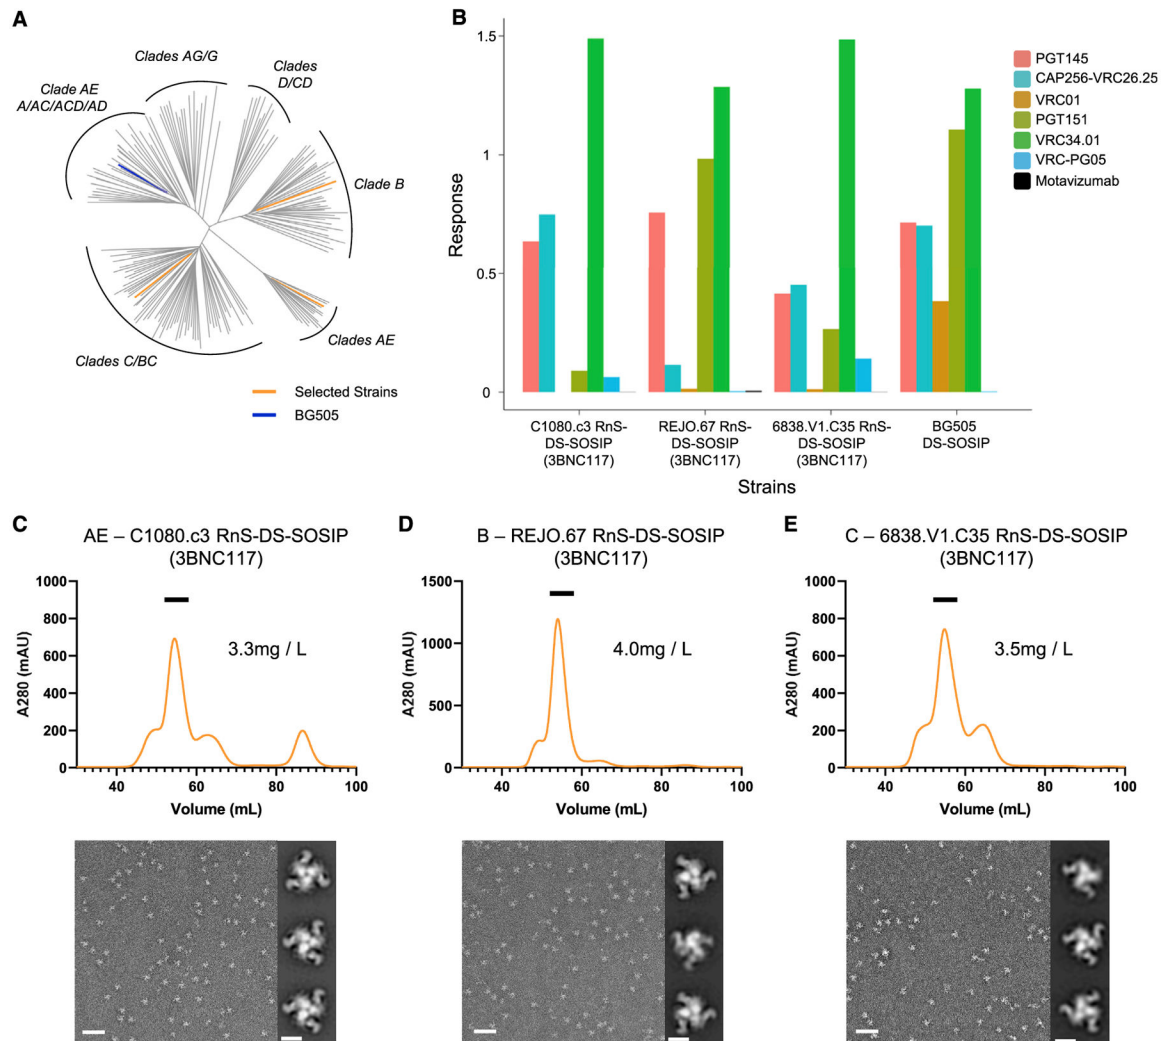 A
Clades AG/G
Clades
D/CD
Clade AE
A/AC/ACD/AD
Clade B
Clades AE
Clades C/BC
Selected Strains
BG505
B
1.5
1
0.5
0
Response
PGT145
CAP256-VRC26.25
VRC01
PGT151
VRC34.01
VRC-PG05
Motavizumab
C1080.c3 RnS-
DS-SOSIP
(3BNC117)
REJO.67 RnS-
DS-SOSIP
(3BNC117)
6838.V1.C35 RnS-
DS-SOSIP
(3BNC117)
BG505
DS-SOSIP
Strains
C
AE – C1080.c3 RnS-DS-SOSIP
(3BNC117)
1000
800
600
400
200
0
A280 (mAU)
3.3mg / L
40
60
80
100
Volume (mL)
D
B – REJO.67 RnS-DS-SOSIP
(3BNC117)
1500
1000
500
0
A280 (mAU)
4.0mg / L
40
60
80
100
Volume (mL)
E
C – 6838.V1.C35 RnS-DS-SOSIP
(3BNC117)
1000
800
600
400
200
0
A280 (mAU)
3.5mg / L
40
60
80
100
Volume (mL)